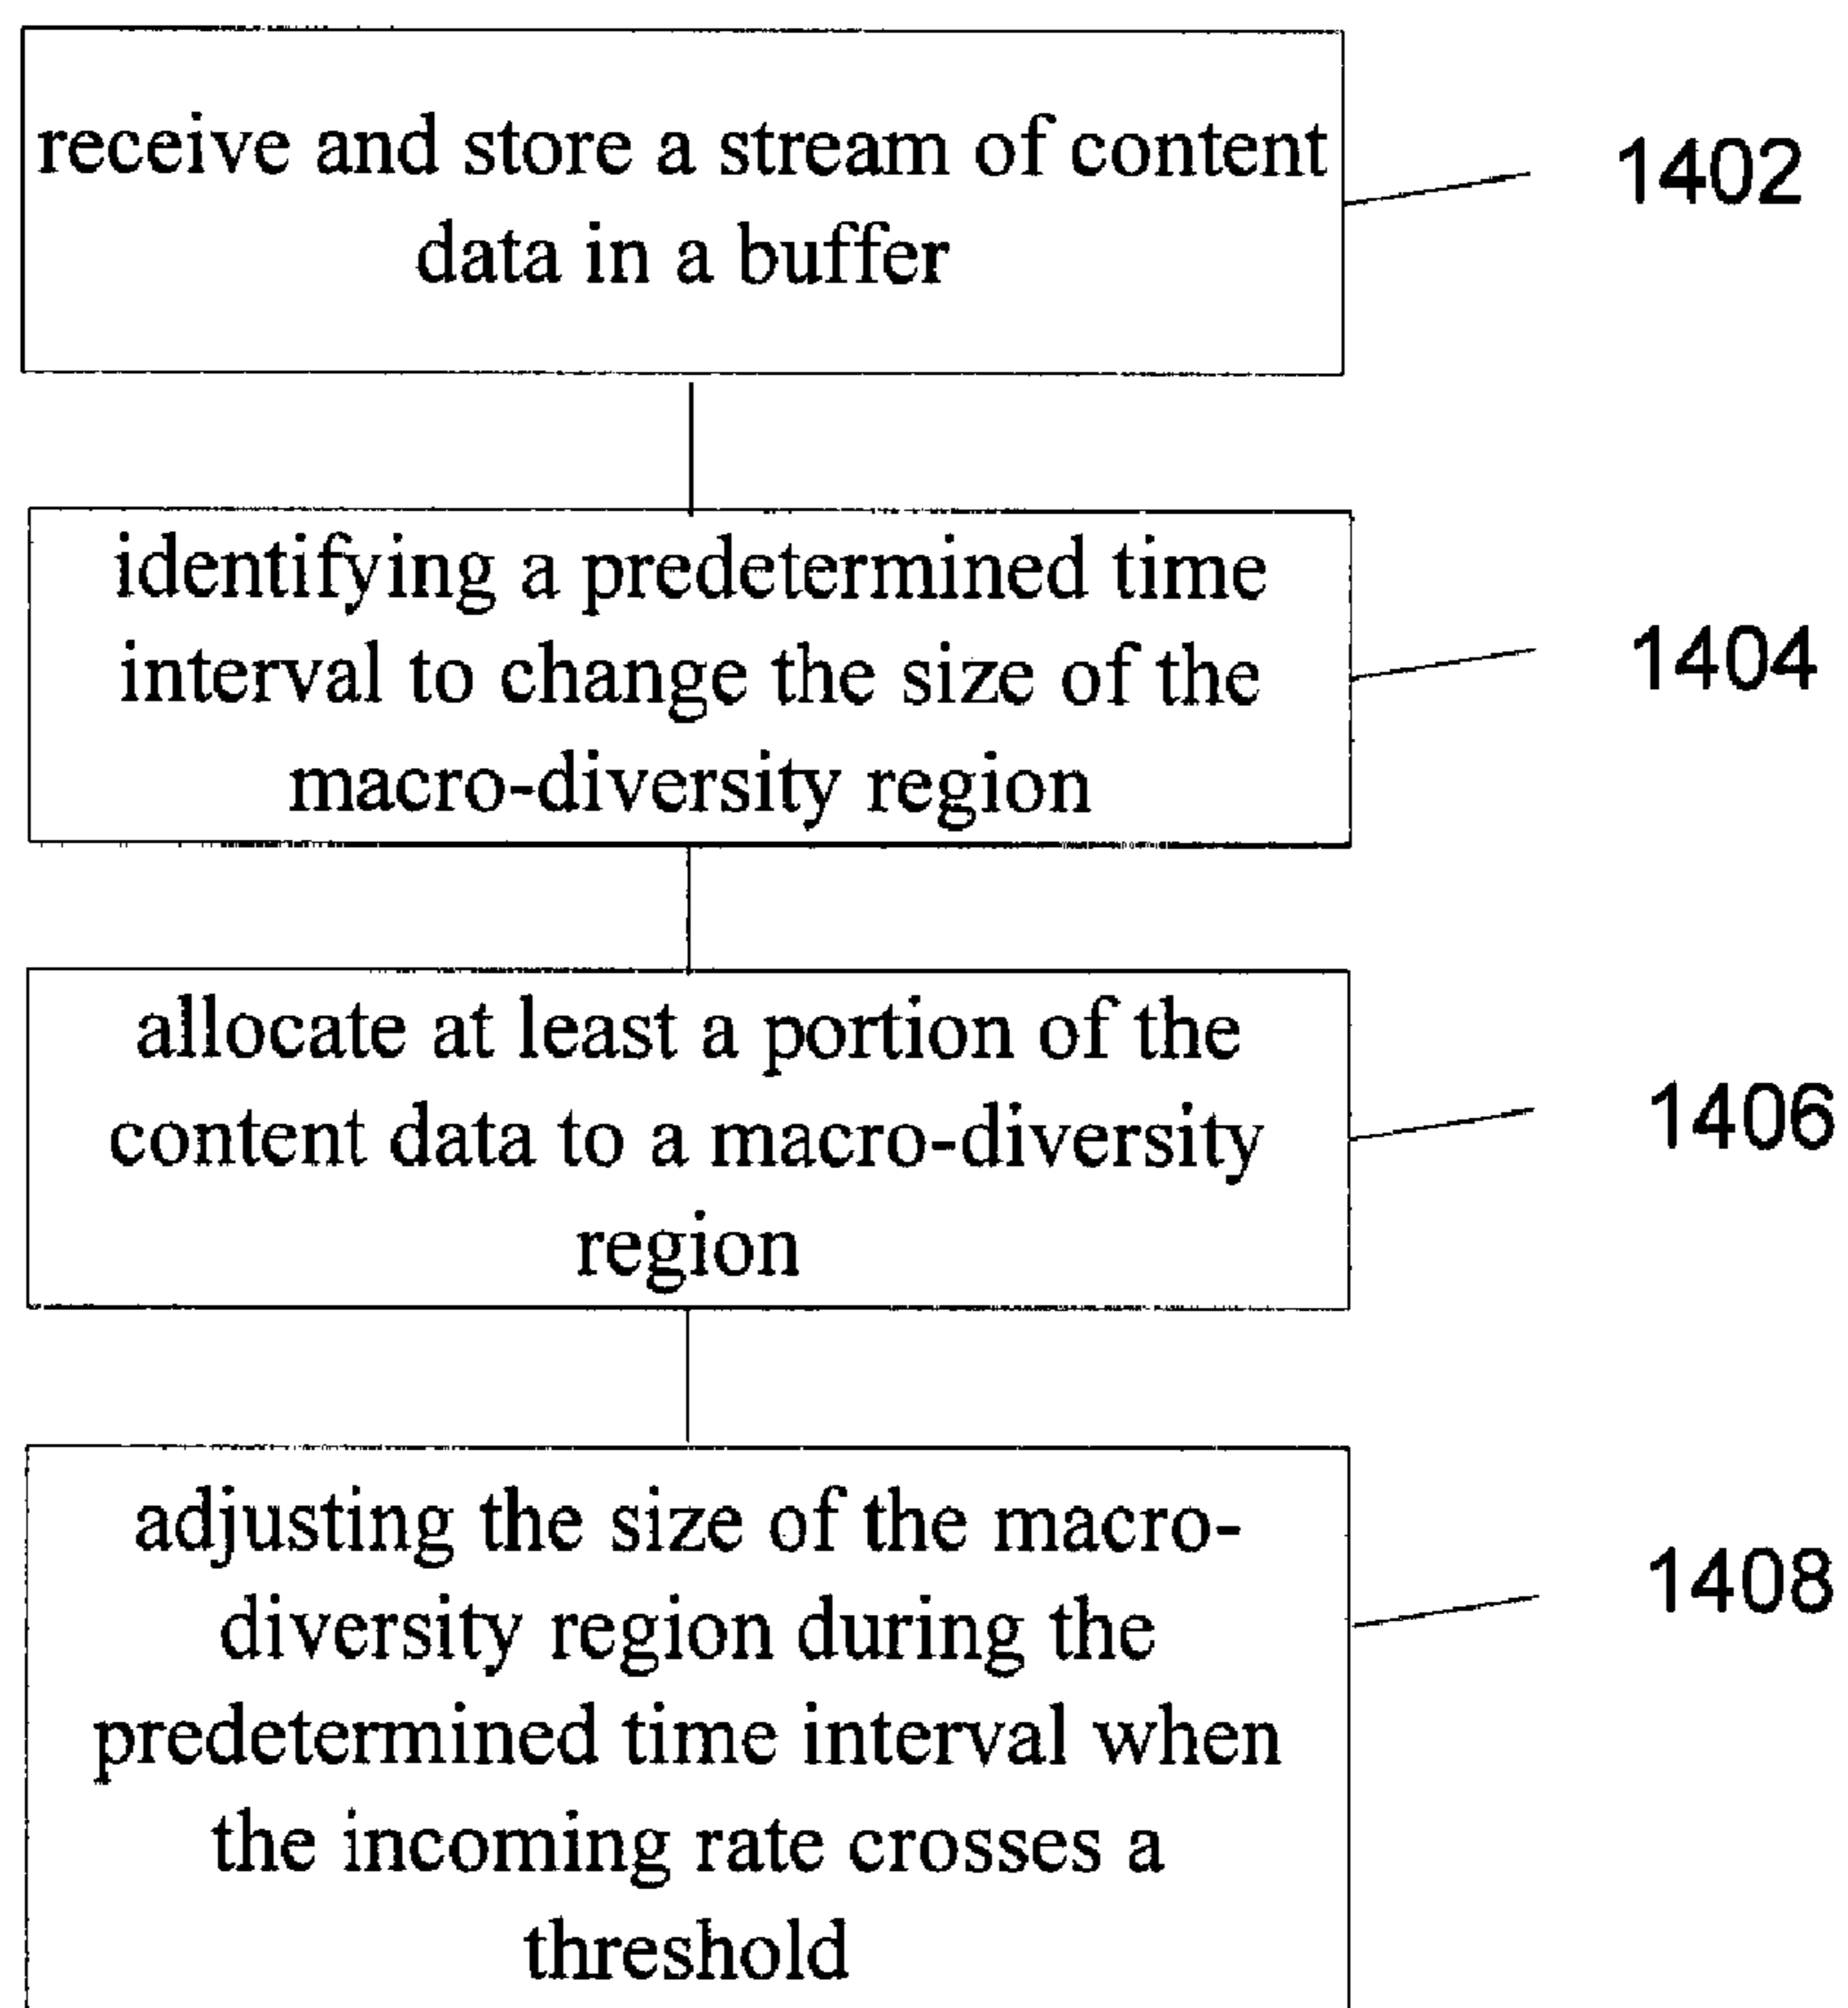 receive and store a stream of content
data in a buffer
1402
identifying a predetermined time
interval to change the size of the
macro-diversity region
1404
allocate at least a portion of the
content data to a macro-diversity
region
1406
adjusting the size of the macro-
diversity region during the
predetermined time interval when
the incoming rate crosses a
threshold
1408